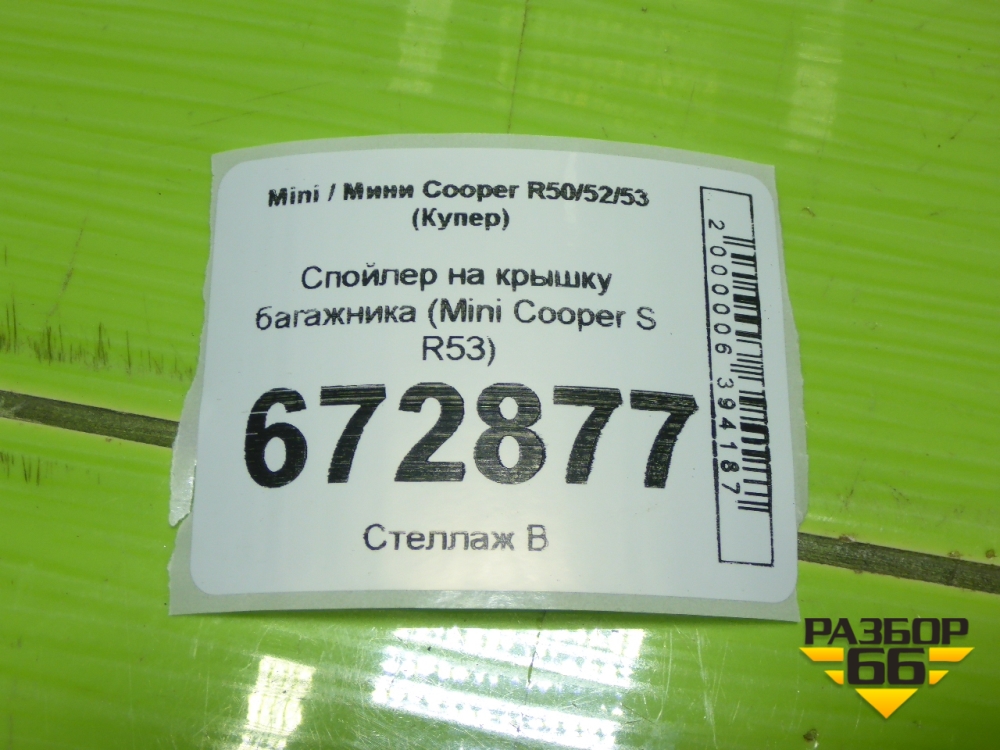 Mini / Мини Cooper R50/52/53
(Купер)
Спойлер на крышку
багажника (Mini Cooper S
R53)
672877
Стеллаж В
2 000006 394187
РАЗБОР
66